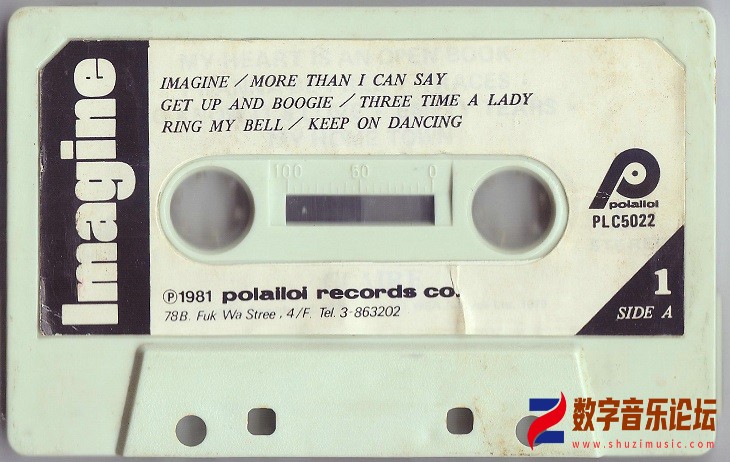 Imagine
IMAGINE / MORE THAN I CAN SAY
GET UP AND BOOGIE / THREE TIME A LADY
RING MY BELL / KEEP ON DANCING
100 50 0
polailoi
PLC5022
1
SIDE A
℗1981 polailoi records co.
78B. Fuk Wa Stree , 4/F. Tel. 3-863202
数字音乐论坛
www.shuzimusic.com